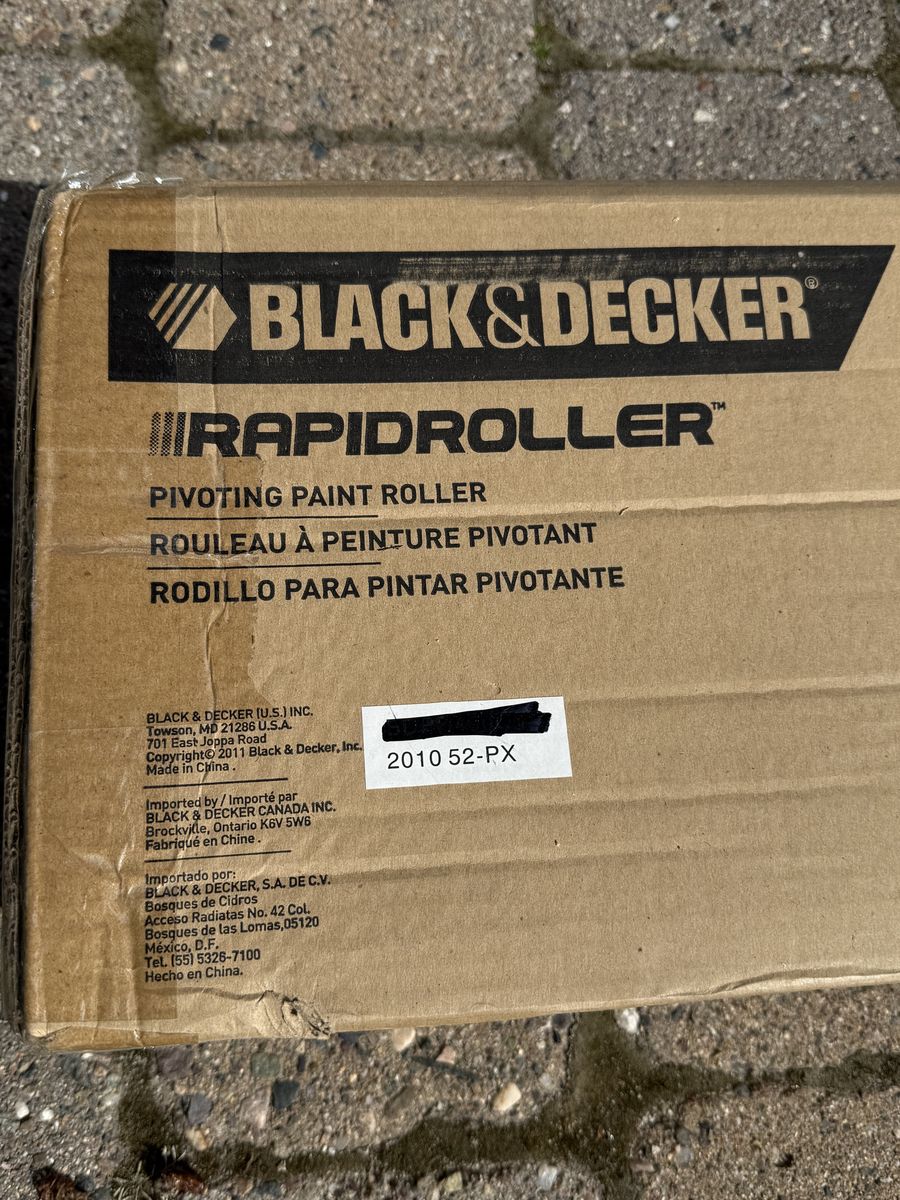 BLACK&DECKER®
RAPIDROLLER™
PIVOTING PAINT ROLLER
ROULEAU À PEINTURE PIVOTANT
RODILLO PARA PINTAR PIVOTANTE
BLACK & DECKER (U.S.) INC.
Towson, MD 21286 U.S.A.
701 East Joppa Road
Copyright© 2011 Black & Decker, Inc.
Made in China .
2010 52-PX
Imported by / Importé par
BLACK & DECKER CANADA INC.
Brockville, Ontario K6V 5W6
Fabriqué en Chine .
Importado por:
BLACK & DECKER, S.A. DE C.V.
Bosques de Cidros
Acceso Radiatas No. 42 Col.
Bosques de las Lomas,05120
México, D.F.
Tel. (55) 5326-7100
Hecho en China.